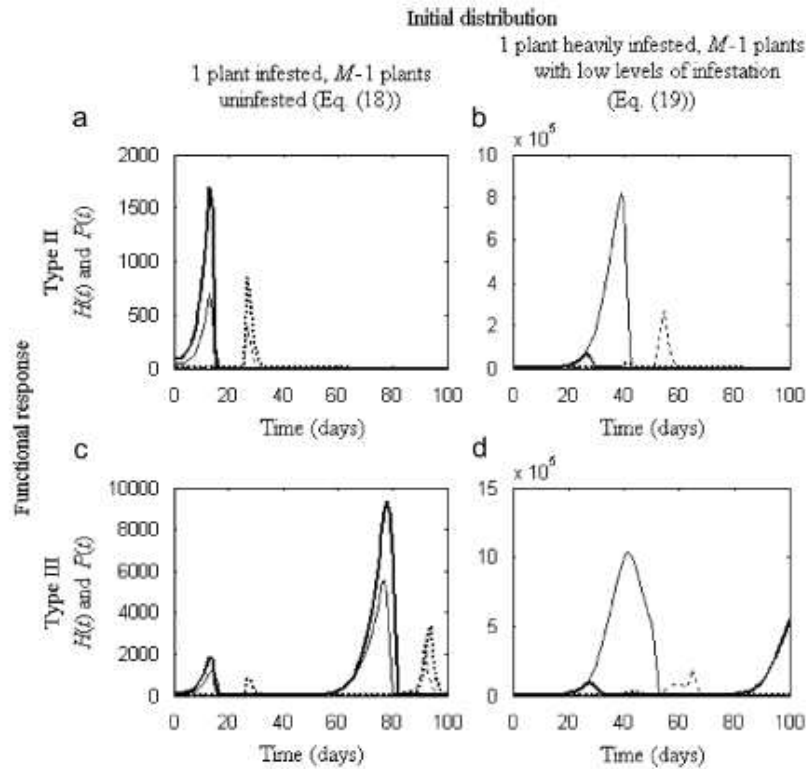 Initial distribution
1 plant infested, M-1 plants
uninfested (Eq. (18))
1 plant heavily infested, M-1 plants
with low levels of infestation
(Eq. (19))
Functional response
a
Type II
H(t) and P(t)
2000
1500
1000
500
0
0 20 40 60 80 100
Time (days)
b
x 10^5
10
8
6
4
2
0
0 20 40 60 80 100
Time (days)
c
Type III
H(t) and P(t)
10000
8000
6000
4000
2000
0
0 20 40 60 80 100
Time (days)
d
x 10^5
15
10
5
0
0 20 40 60 80 100
Time (days)